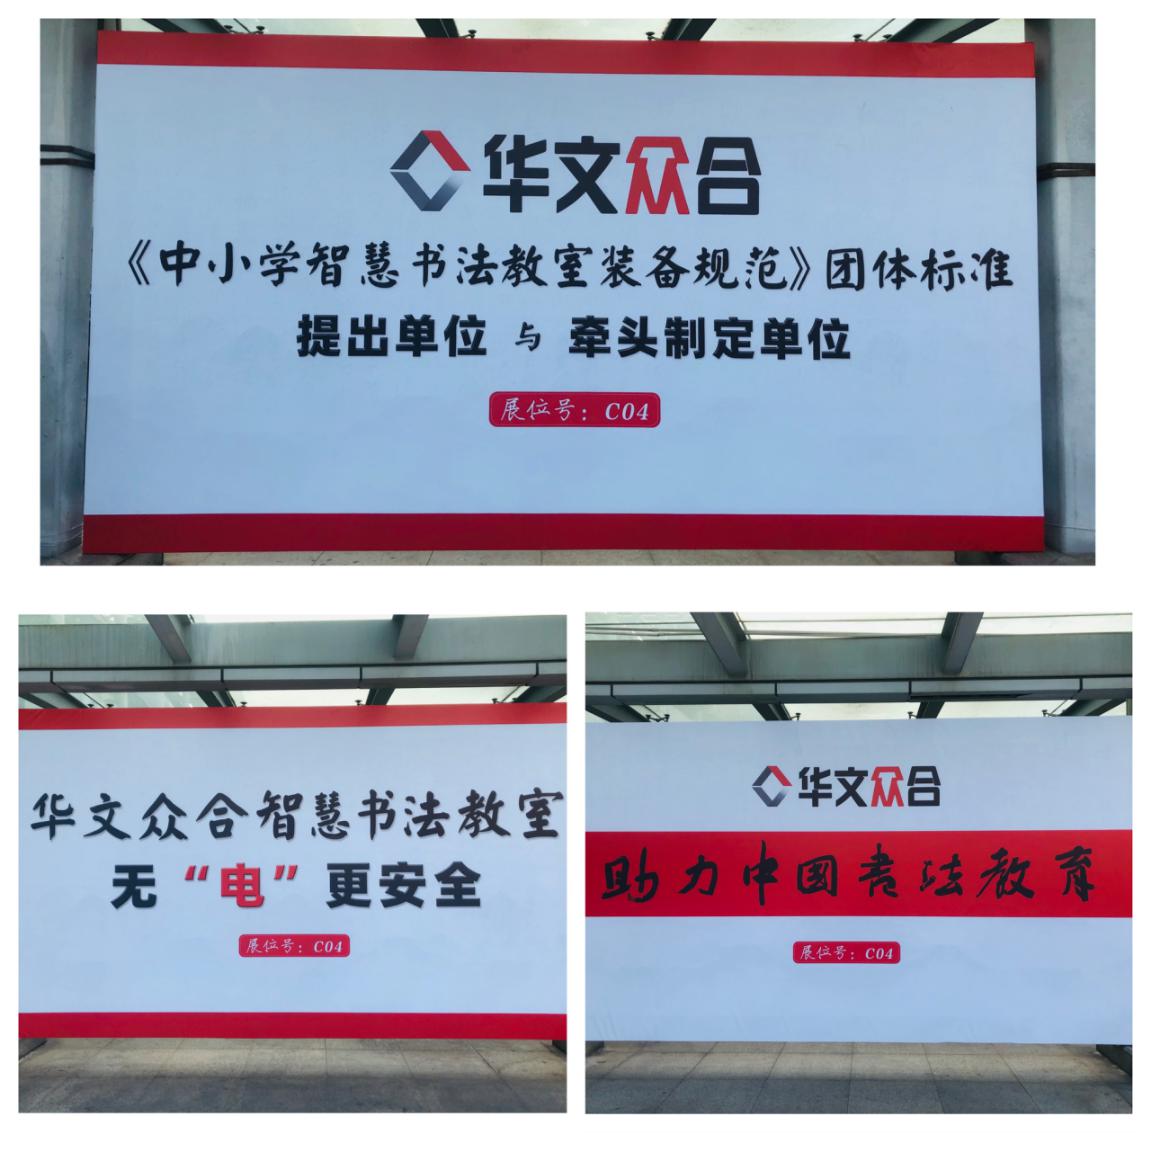 华文众合
《中小学智慧书法教室装备规范》团体标准
提出单位 与 牵头制定单位
展位号：C04
华文众合智慧书法教室
无“电”更安全
展位号：C04
华文众合
助力中国书法教育
展位号：C04